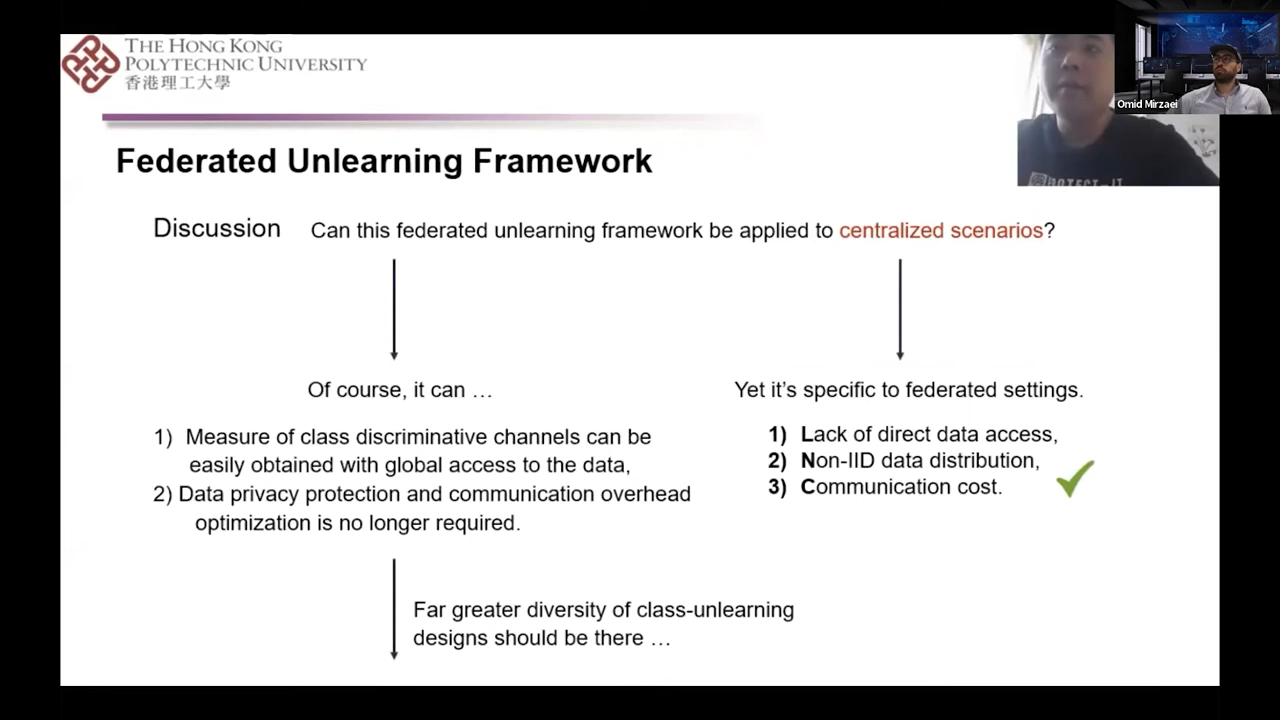 THE HONG KONG
POLYTECHNIC UNIVERSITY
香港理工大學
Omid Mirzaei
Federated Unlearning Framework
Discussion Can this federated unlearning framework be applied to centralized scenarios?
Of course, it can …
1) Measure of class discriminative channels can be
easily obtained with global access to the data,
2) Data privacy protection and communication overhead
optimization is no longer required.
Yet it's specific to federated settings.
1) Lack of direct data access,
2) Non-IID data distribution,
3) Communication cost.
Far greater diversity of class-unlearning
designs should be there …